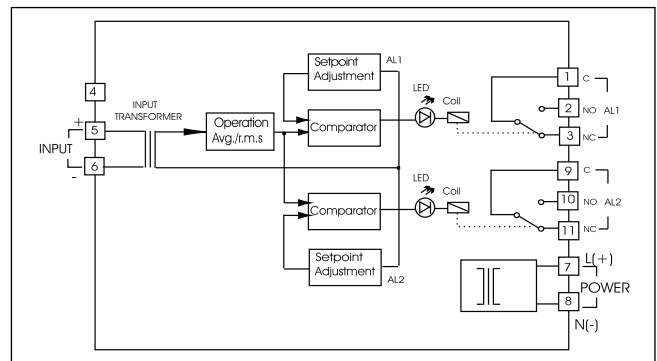 Setpoint
Adjustment
AL1
LED
Coil
1
C
2
NO
AL1
3
NC
4
INPUT
TRANSFORMER
+
5
INPUT
6
-
Operation
Avg./r.m.s
Comparator
LED
Coil
9
C
10
NO
AL2
11
NC
Comparator
Setpoint
Adjustment
AL2
7
L(+)
POWER
8
N(-)